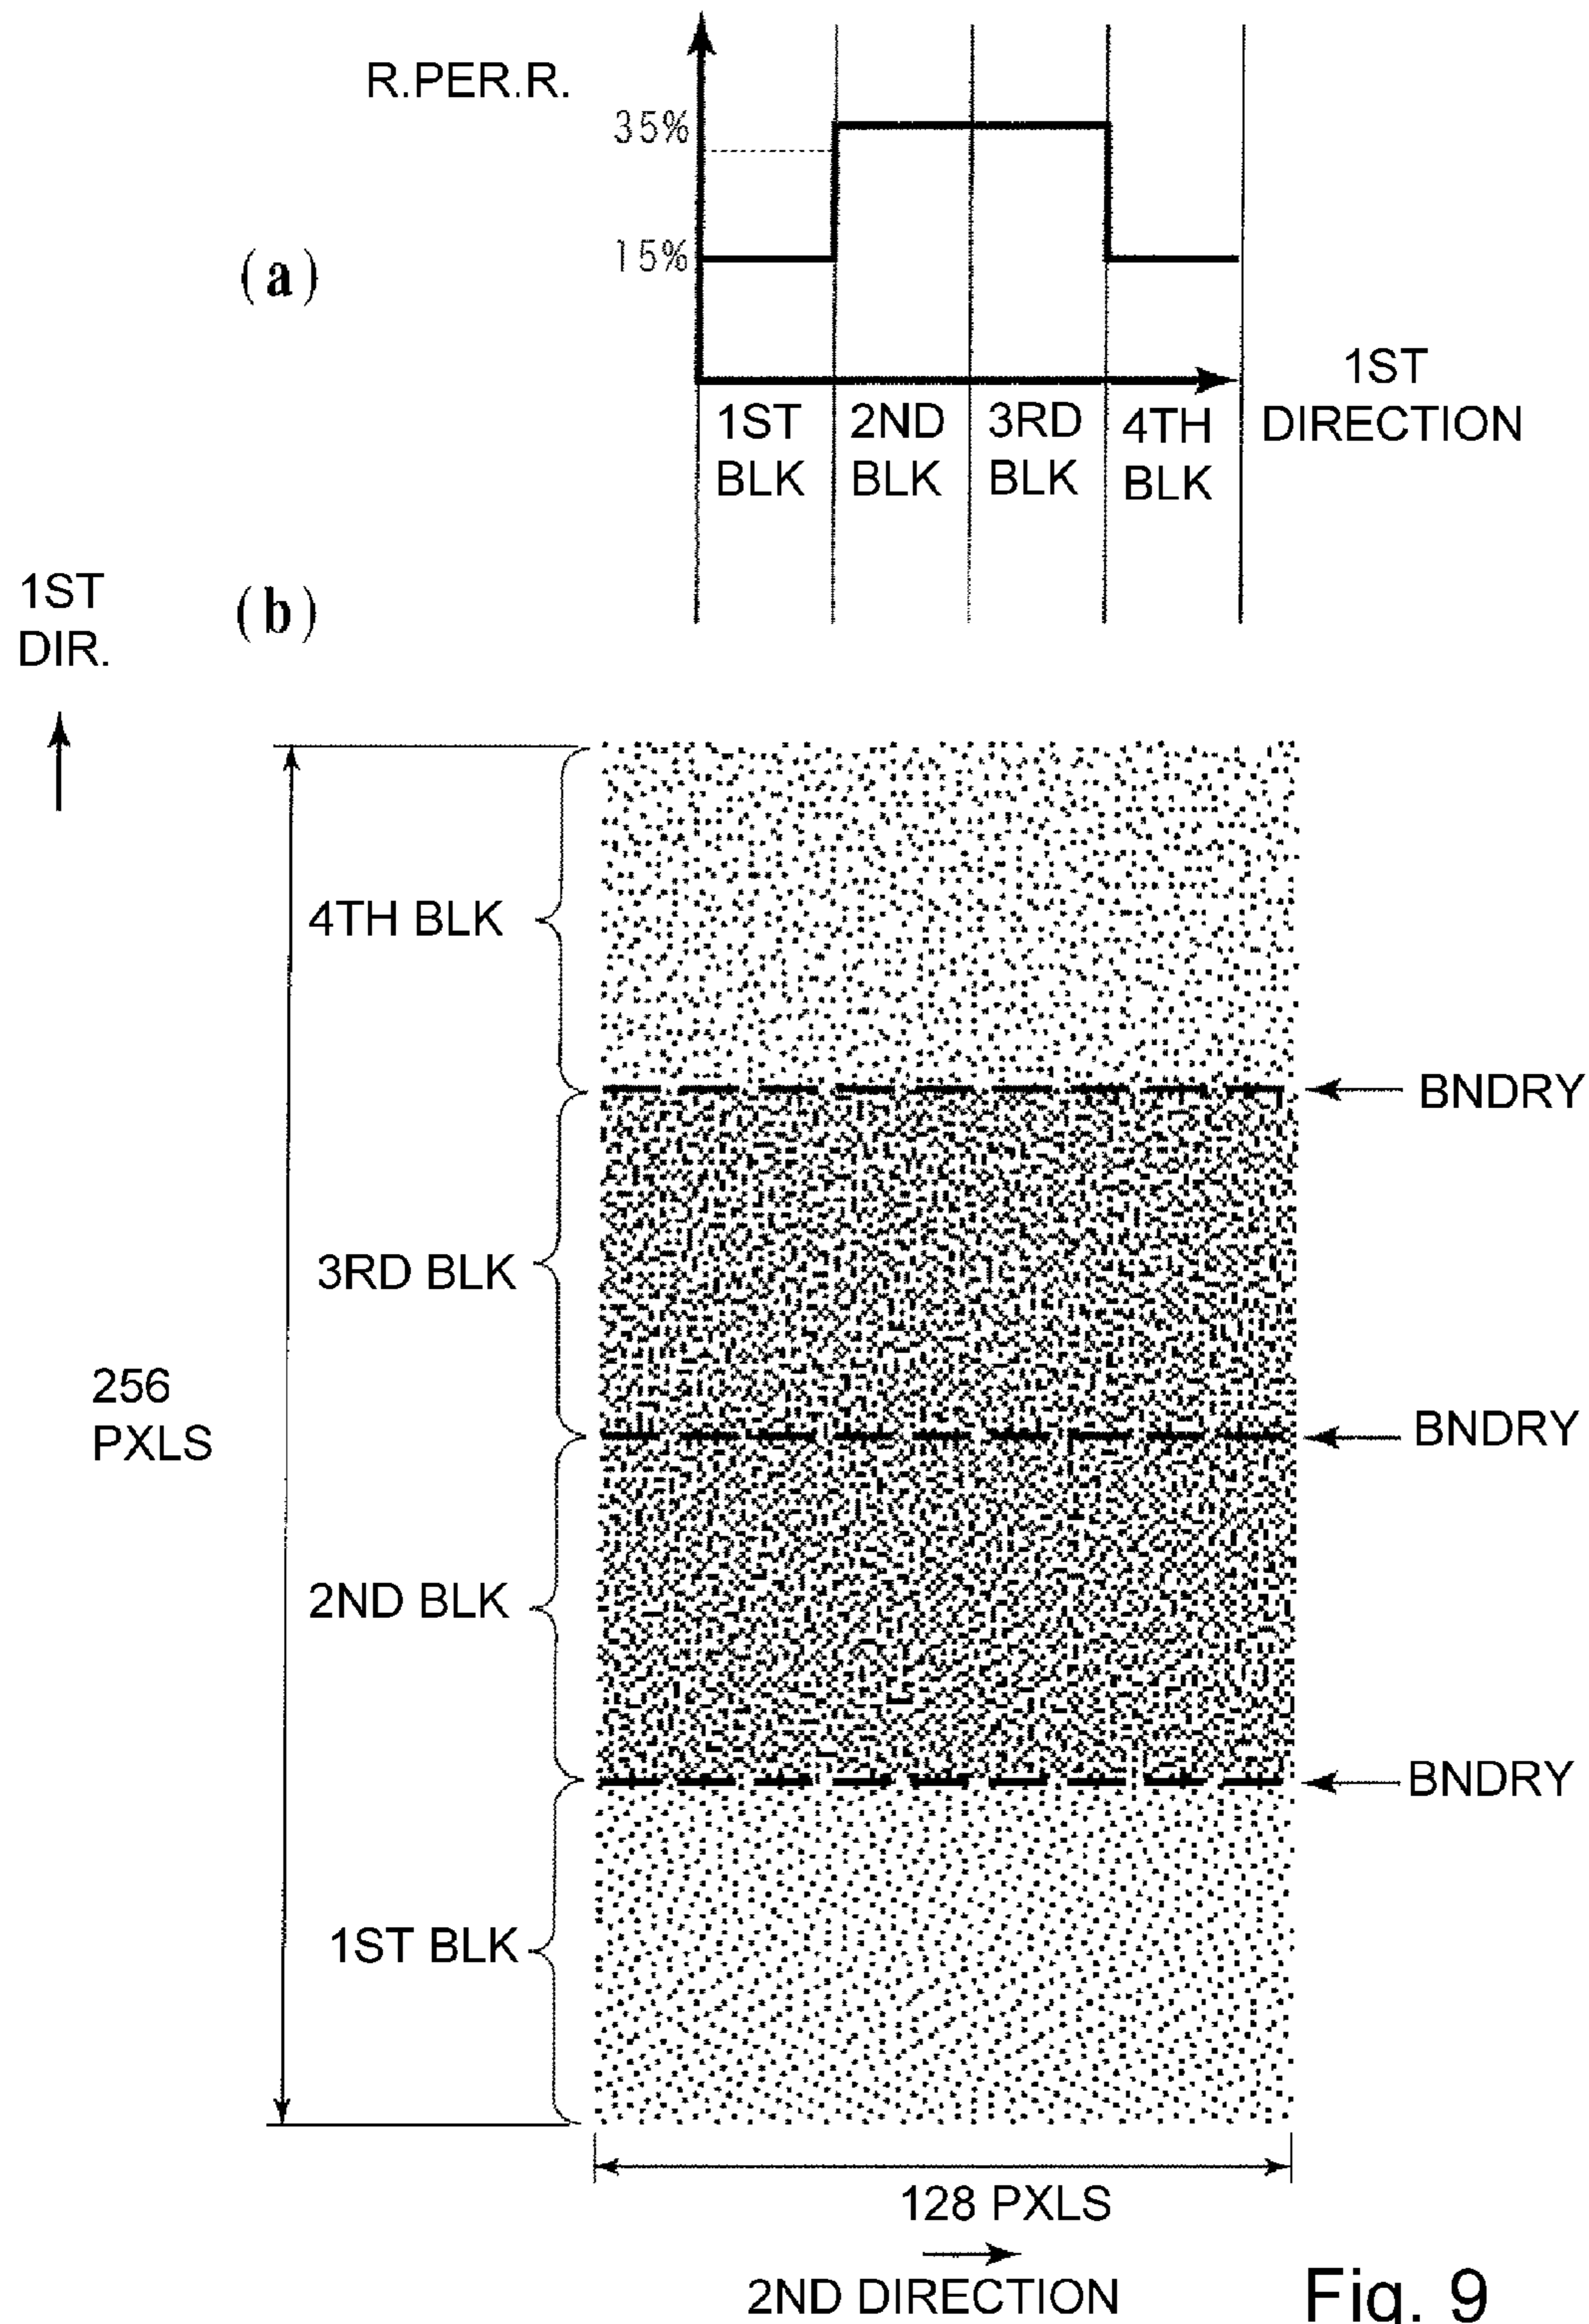 R.PER.R.
35%
15%
(a)
1ST
DIRECTION
1ST
BLK
2ND
BLK
3RD
BLK
4TH
BLK
1ST
DIR.
(b)
4TH BLK
BNDRY
3RD BLK
256
PXLS
BNDRY
2ND BLK
BNDRY
1ST BLK
128 PXLS
2ND DIRECTION
Fig. 9